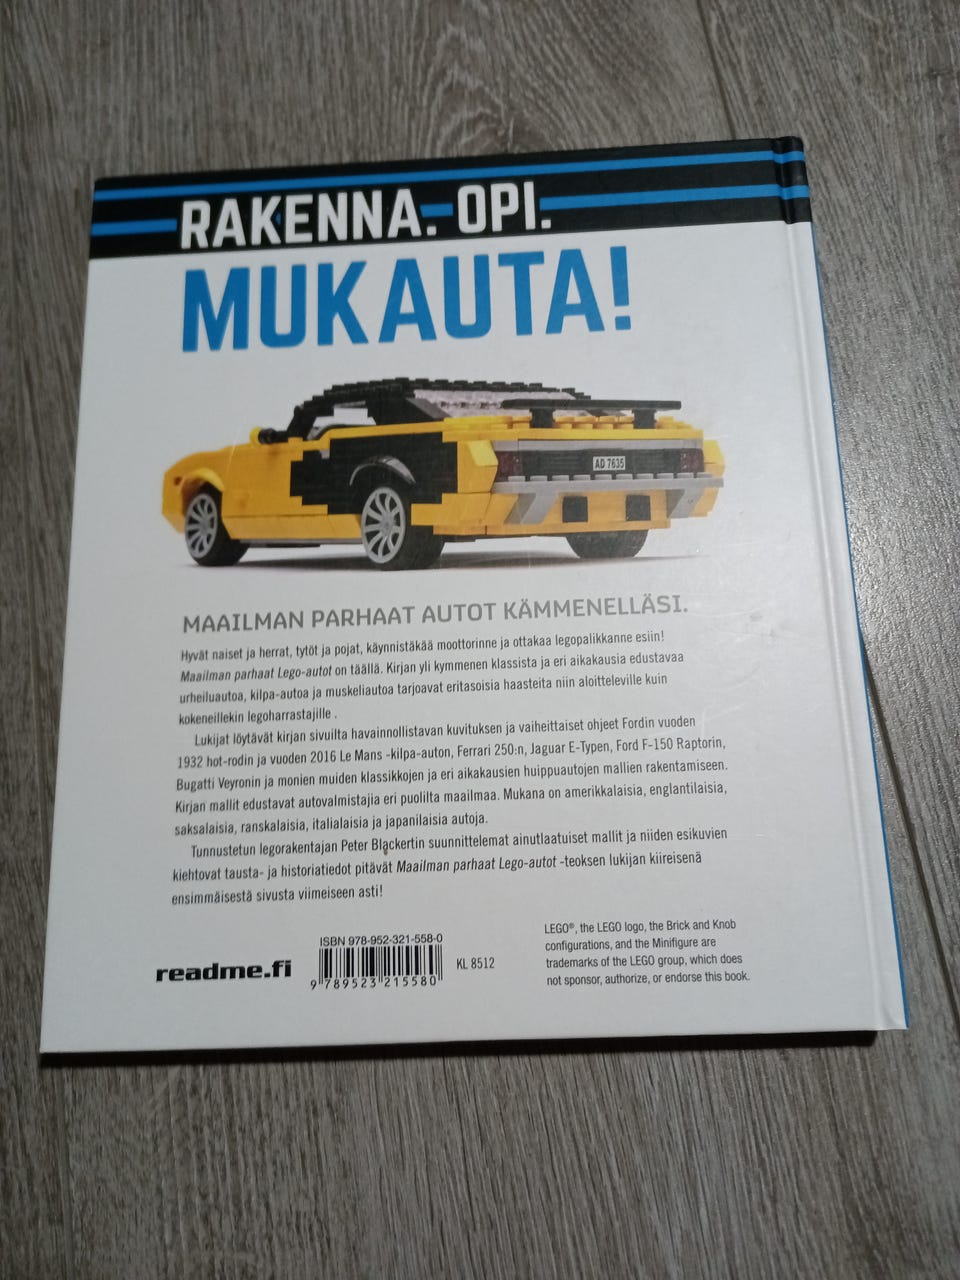 RAKENNA. OPI.
MUKAUTA!
AD 7635
MAAILMAN PARHAAT AUTOT KÄMMENELLÄSI.
Hyvät naiset ja herrat, tytöt ja pojat, käynnistäkää moottorinne ja ottakaa legopalikkanne esiin!
Maailman parhaat Lego-autot on täällä. Kirjan yli kymmenen klassista ja eri aikakausia edustavaa
urheiluautoa, kilpa-autoa ja muskeliautoa tarjoavat eritasoisia haasteita niin aloitteleville kuin
kokeneillekin legoharrastajille .
Lukijat löytävät kirjan sivuilta havainnollistavan kuvituksen ja vaiheittaiset ohjeet Fordin vuoden
1932 hot-rodin ja vuoden 2016 Le Mans -kilpa-auton, Ferrari 250:n, Jaguar E-Typen, Ford F-150 Raptorin,
Bugatti Veyronin ja monien muiden klassikkojen ja eri aikakausien huippuautojen mallien rakentamiseen.
Kirjan mallit edustavat autovalmistajia eri puolilta maailmaa. Mukana on amerikkalaisia, englantilaisia,
saksalaisia, ranskalaisia, italialaisia ja japanilaisia autoja.
Tunnustetun legorakentajan Peter Blackertin suunnittelemat ainutlaatuiset mallit ja niiden esikuvien
kiehtovat tausta- ja historiatiedot pitävät Maailman parhaat Lego-autot -teoksen lukijan kiireisenä
ensimmäisestä sivusta viimeiseen asti!
readme.fi
ISBN 978-952-321-558-0
9 789523 215580
KL 8512
LEGO®, the LEGO logo, the Brick and Knob
configurations, and the Minifigure are
trademarks of the LEGO group, which does
not sponsor, authorize, or endorse this book.